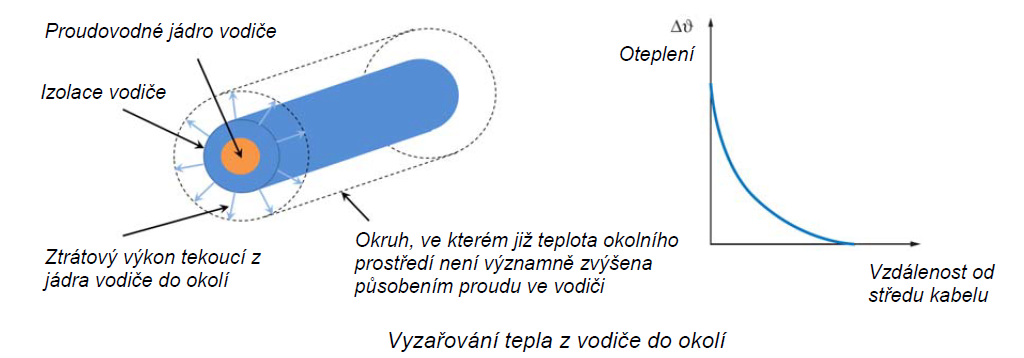 Proudovodné jádro vodiče
Izolace vodiče
Ztrátový výkon tekoucí z
jádra vodiče do okolí
Okruh, ve kterém již teplota okolního
prostředí není významně zvýšena
působením proudu ve vodiči
Δϑ
Oteplení
Vzdálenost od
středu kabelu
Vyzařování tepla z vodiče do okolí